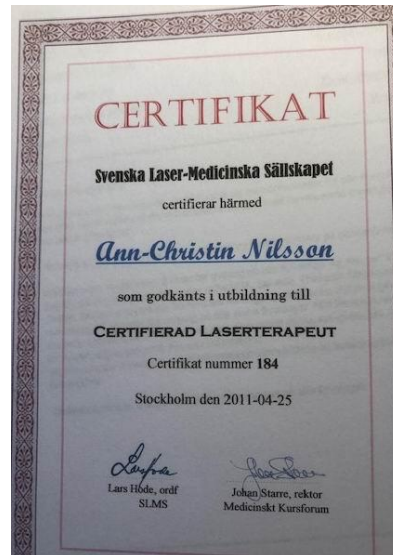 CERTIFIKAT
Svenska Laser-Medicinska Sällskapet
certifierar härmed
Ann-Christin Nilsson
som godkänts i utbildning till
CERTIFIERAD LASERTERAPEUT
Certifikat nummer 184
Stockholm den 2011-04-25
Lars Hode, ordf
SLMS
Johan Starre, rektor
Medicinskt Kursforum